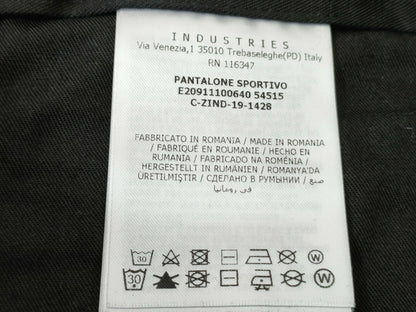 INDUSTRIES
Via Venezia,1 35010 Trebaseleghe(PD) Italy
RN 116347
PANTALONE SPORTIVO
E20911100640 54515
C-ZIND-19-1428
FABBRICATO IN ROMANIA / MADE IN ROMANIA
/ FABRIQUÉ EN ROUMANIE / HECHO EN
RUMANIA / FABRICADO NA ROMÉNIA /
HERGESTELLT IN RUMÄNIEN / ROMANYA'DA
ÜRETILMIŞTIR / СДЕЛАНО В РУМЫНИИ / صنع
في رومانيا
30 W
30 W